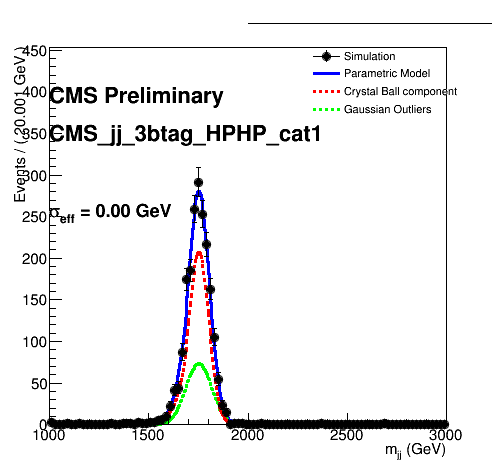 Simulation
Parametric Model
Crystal Ball component
Gaussian Outliers
CMS Preliminary
CMS_jj_3btag_HPHP_cat1
σeff = 0.00 GeV
Events / ( 20.001 GeV )
450
400
350
300
250
200
150
100
50
0
1000 1500 2000 2500 3000
mjj (GeV)